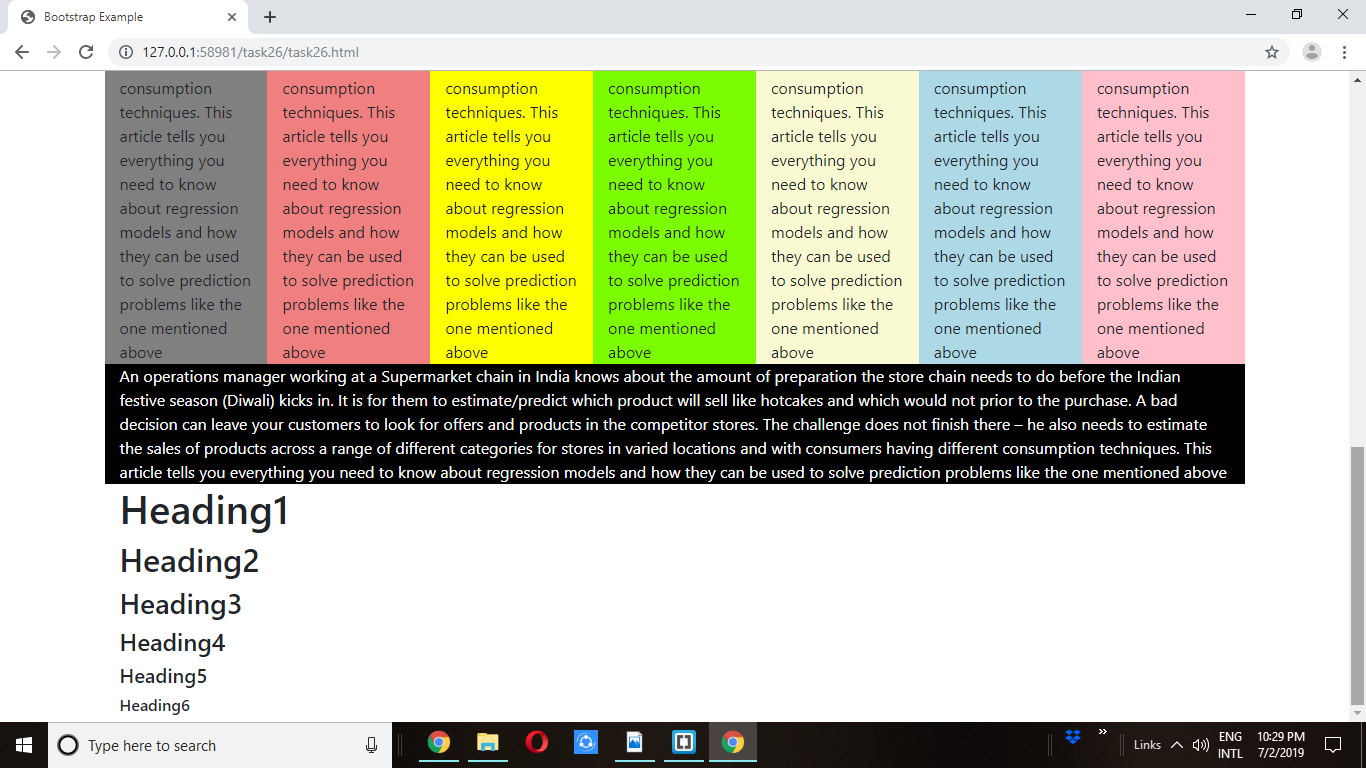 Bootstrap Example
127.0.0.1:58981/task26/task26.html
consumption
techniques. This
article tells you
everything you
need to know
about regression
models and how
they can be used
to solve prediction
problems like the
one mentioned
above
consumption
techniques. This
article tells you
everything you
need to know
about regression
models and how
they can be used
to solve prediction
problems like the
one mentioned
above
consumption
techniques. This
article tells you
everything you
need to know
about regression
models and how
they can be used
to solve prediction
problems like the
one mentioned
above
consumption
techniques. This
article tells you
everything you
need to know
about regression
models and how
they can be used
to solve prediction
problems like the
one mentioned
above
consumption
techniques. This
article tells you
everything you
need to know
about regression
models and how
they can be used
to solve prediction
problems like the
one mentioned
above
consumption
techniques. This
article tells you
everything you
need to know
about regression
models and how
they can be used
to solve prediction
problems like the
one mentioned
above
consumption
techniques. This
article tells you
everything you
need to know
about regression
models and how
they can be used
to solve prediction
problems like the
one mentioned
above
An operations manager working at a Supermarket chain in India knows about the amount of preparation the store chain needs to do before the Indian
festive season (Diwali) kicks in. It is for them to estimate/predict which product will sell like hotcakes and which would not prior to the purchase. A bad
decision can leave your customers to look for offers and products in the competitor stores. The challenge does not finish there – he also needs to estimate
the sales of products across a range of different categories for stores in varied locations and with consumers having different consumption techniques. This
article tells you everything you need to know about regression models and how they can be used to solve prediction problems like the one mentioned above
Heading1
Heading2
Heading3
Heading4
Heading5
Heading6
Type here to search
Links
ENG
INTL
10:29 PM
7/2/2019